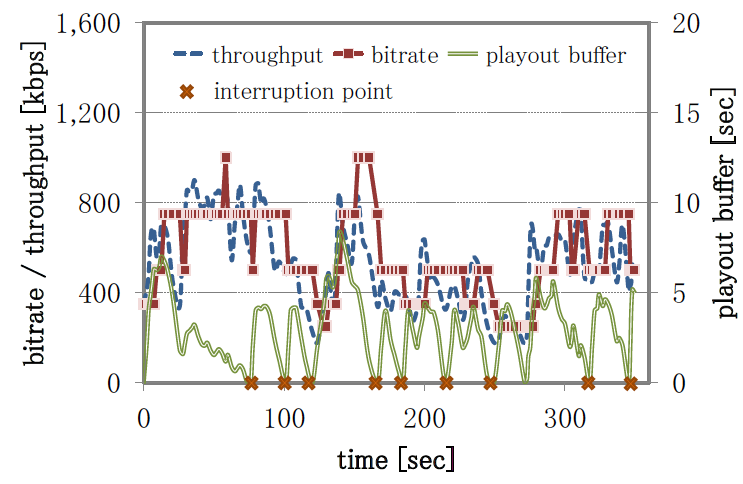 1,600
1,200
800
400
0
bitrate / throughput [kbps]
throughput bitrate playout buffer
interruption point
20
15
10
5
0
playout buffer [sec]
0 100 200 300
time [sec]